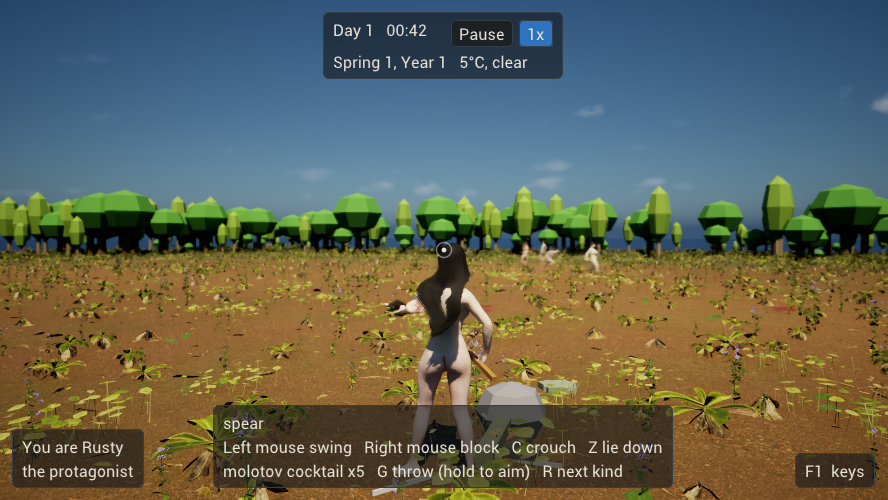 Day 1 00:42 Pause 1x
Spring 1, Year 1 5°C, clear
spear
Left mouse swing Right mouse block C crouch Z lie down
molotov cocktail x5 G throw (hold to aim) R next kind
You are Rusty
the protagonist
F1 keys